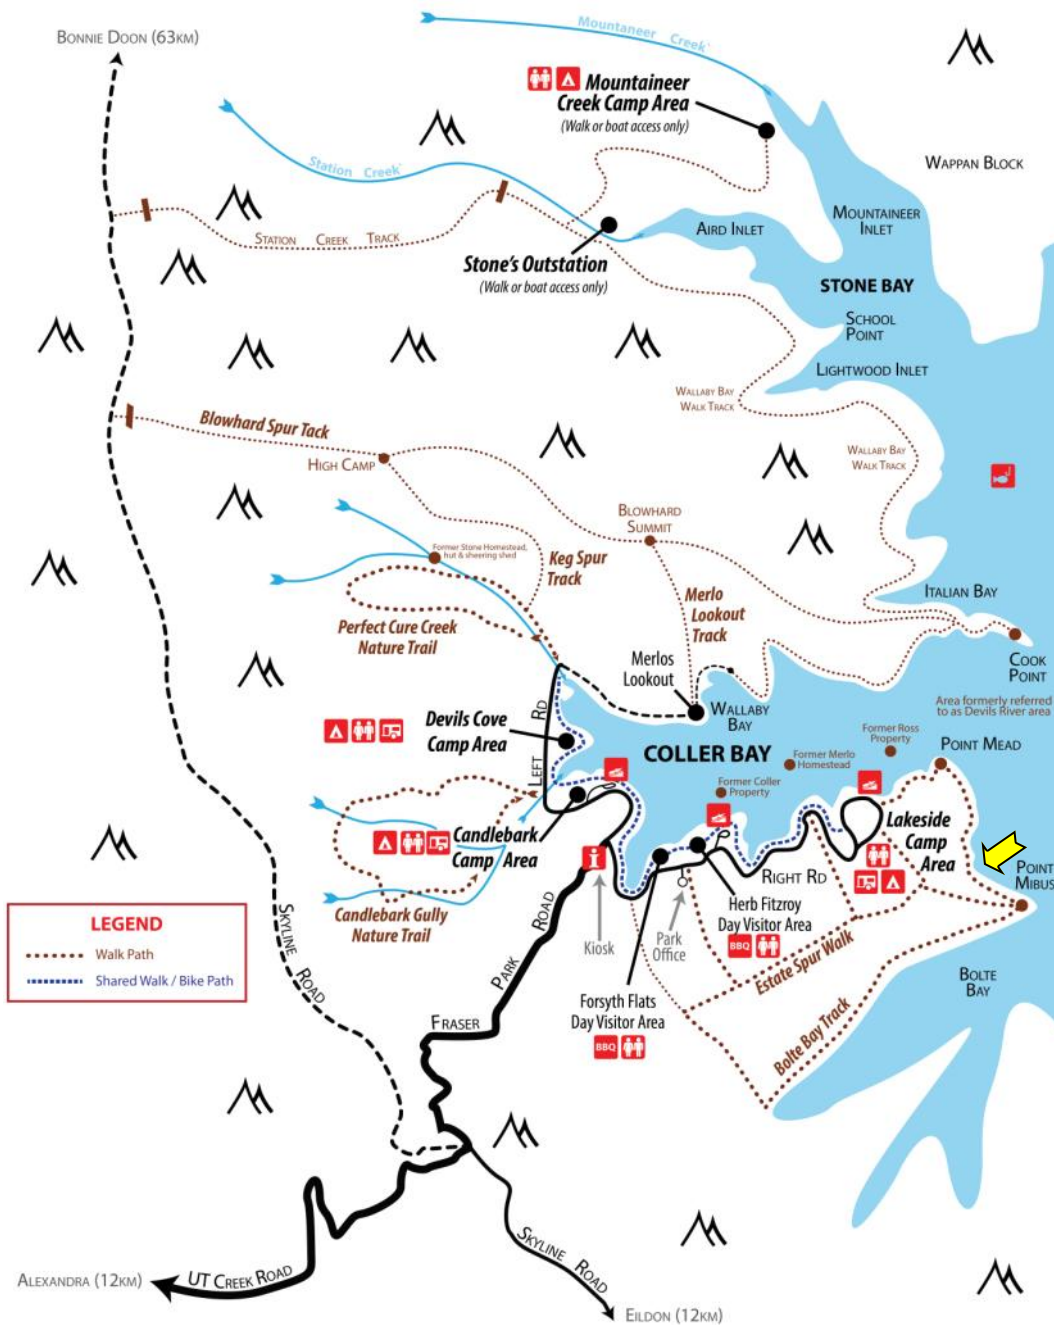 BONNIE DOON (63KM)
Mountaineer Creek
Mountaineer
Creek Camp Area
(Walk or boat access only)
WAPPAN BLOCK
Station Creek
MOUNTAINEER
INLET
AIRD INLET
STATION CREEK TRACK
Stone's Outstation
(Walk or boat access only)
STONE BAY
SCHOOL
POINT
LIGHTWOOD INLET
WALLABY BAY
WALK TRACK
Blowhard Spur Tack
HIGH CAMP
WALLABY BAY
WALK TRACK
BLOWHARD
SUMMIT
Former Stone Homestead,
hut & sheering shed
Keg Spur
Track
Merlo
Lookout
Track
ITALIAN BAY
Perfect Cure Creek
Nature Trail
COOK
POINT
Merlos
Lookout
WALLABY
BAY
Area formerly referred
to as Devils River area
Devils Cove
Camp Area
LEFT RD
COLLER BAY
Former Ross
Property
POINT MEAD
Former Merlo
Homestead
Former Coller
Property
Candlebark
Camp Area
Lakeside
Camp
Area
POINT
MIBUS
i
Kiosk
RIGHT RD
Park
Office
Herb Fitzroy
Day Visitor Area
BBQ
Candlebark Gully
Nature Trail
LEGEND
Walk Path
Shared Walk / Bike Path
SKYLINE ROAD
FRASER PARK ROAD
Estate Spur Walk
BOLTE
BAY
Forsyth Flats
Day Visitor Area
BBQ
Bolte Bay Track
ALEXANDRA (12KM)
UT CREEK ROAD
SKYLINE ROAD
EILDON (12KM)